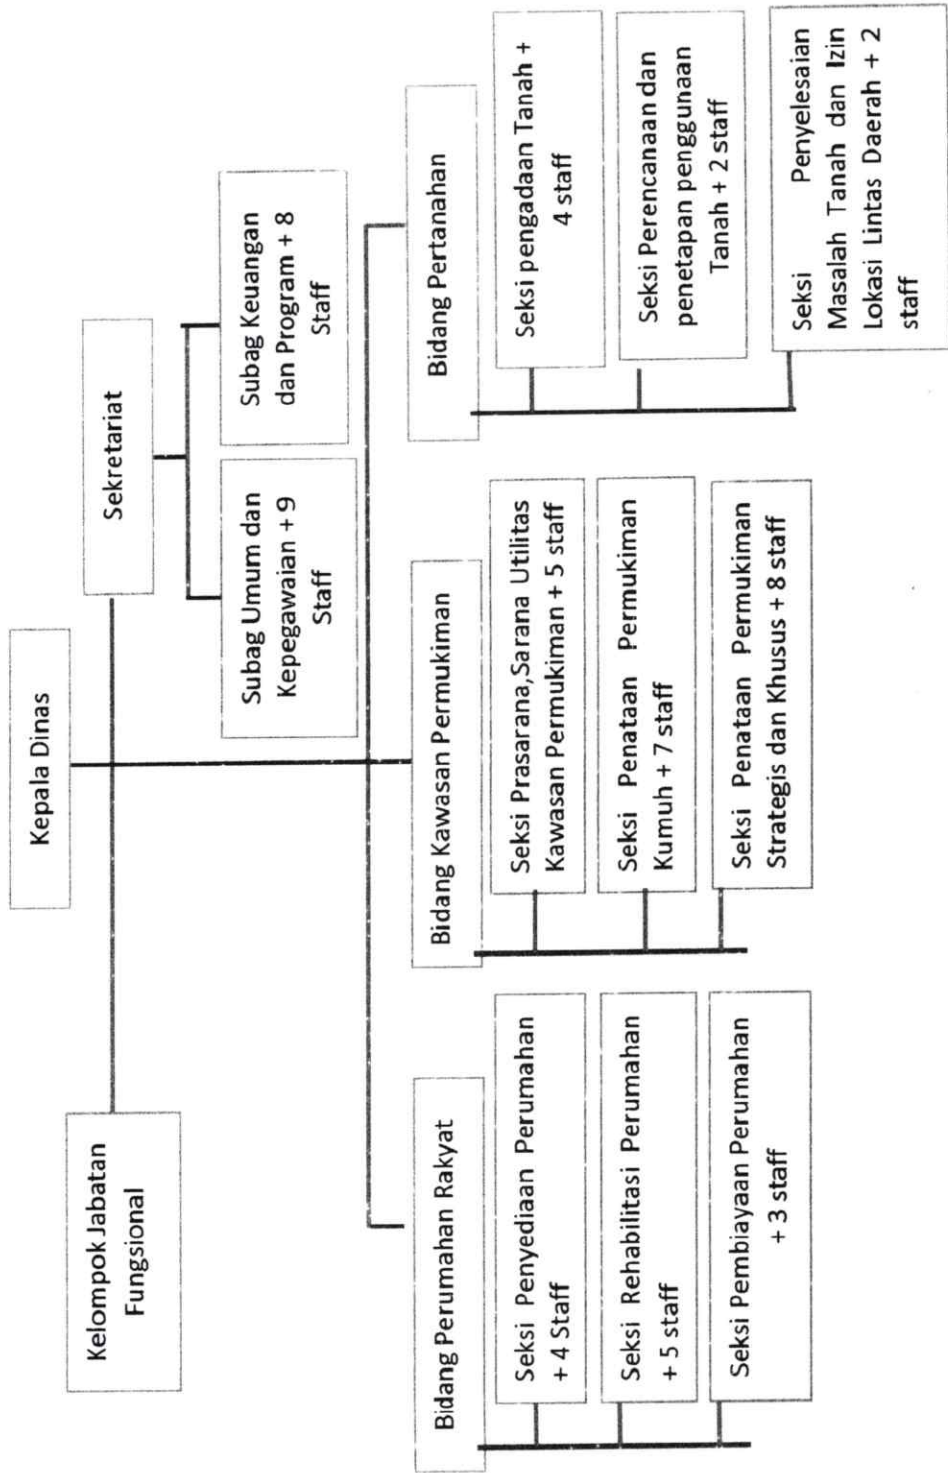 Kepala Dinas
Kelompok Jabatan
Fungsional
Sekretariat
Subag Umum dan
Kepegawaian + 9
Staff
Subag Keuangan
dan Program + 8
Staff
Bidang Perumahan Rakyat
Seksi Penyediaan Perumahan
+ 4 Staff
Seksi Rehabilitasi Perumahan
+ 5 staff
Seksi Pembiayaan Perumahan
+ 3 staff
Bidang Kawasan Permukiman
Seksi Prasarana,Sarana Utilitas
Kawasan Permukiman + 5 staff
Seksi Penataan Permukiman
Kumuh + 7 staff
Seksi Penataan Permukiman
Strategis dan Khusus + 8 staff
Bidang Pertanahan
Seksi pengadaan Tanah +
4 staff
Seksi Perencanaan dan
penetapan penggunaan
Tanah + 2 staff
Seksi Penyelesaian
Masalah Tanah dan Izin
Lokasi Lintas Daerah + 2
staff